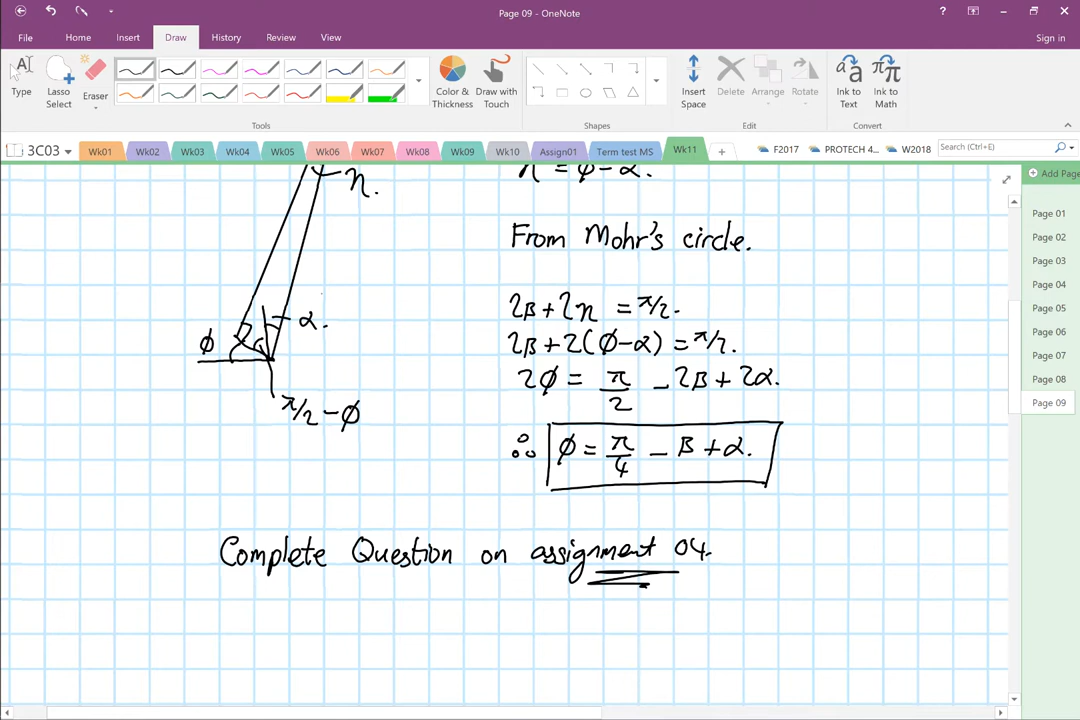 Page 09 - OneNote
File Home Insert Draw History Review View Sign in
Type Lasso Select Eraser Color & Thickness Draw with Touch Insert Space Delete Arrange Rotate Ink to Text Ink to Math
Tools Shapes Edit Convert
3C03 Wk01 Wk02 Wk03 Wk04 Wk05 Wk06 Wk07 Wk08 Wk09 Wk10 Assign01 Term test MS Wk11 F2017 PROTECH 4... W2018 Search (Ctrl+E)
Add Page
Page 01
Page 02
Page 03
Page 04
Page 05
Page 06
Page 07
Page 08
Page 09
η.
α.
ϕ
π/2 - ϕ
η = ϕ - α.
From Mohr's circle.
2β + 2η = π/2.
2β + 2(ϕ - α) = π/2.
2ϕ = π/2 - 2β + 2α.
∴ ϕ = π/4 - β + α.
Complete Question on assignment 04.